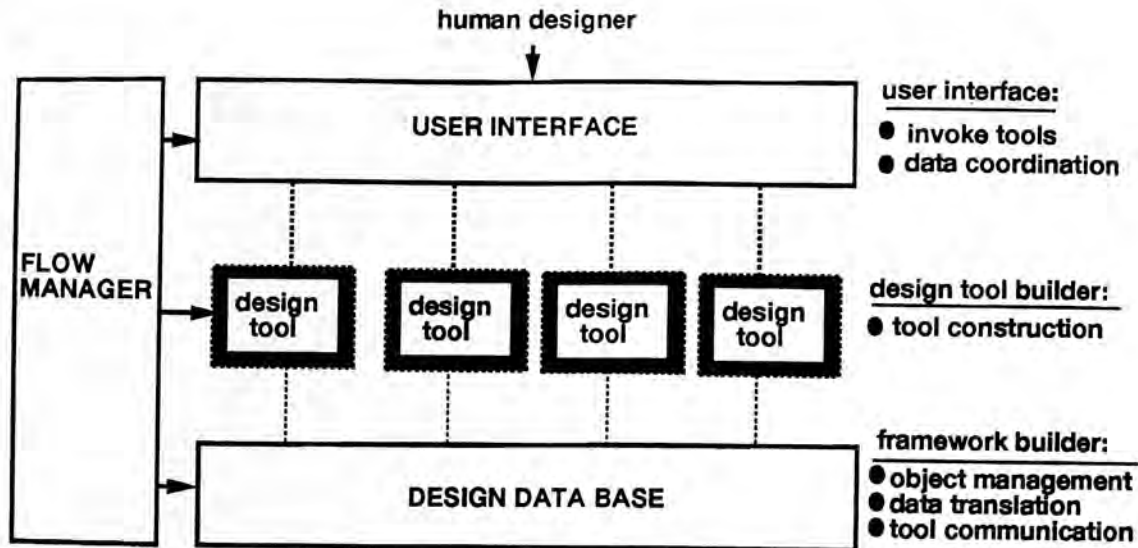 human designer
USER INTERFACE
user interface:
● invoke tools
● data coordination
FLOW
MANAGER
design
tool
design
tool
design
tool
design
tool
design tool builder:
● tool construction
DESIGN DATA BASE
framework builder:
● object management
● data translation
● tool communication